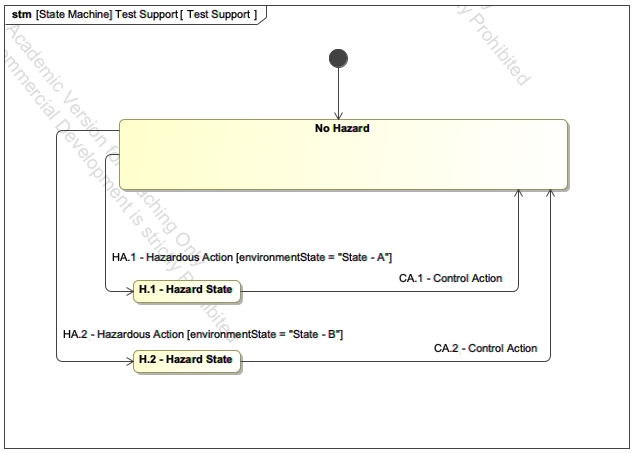 stm [State Machine] Test Support [ Test Support ]
y Prohibited
Academic Version for Teaching Only
ommercial Development is strictly Prohibited
No Hazard
HA.1 - Hazardous Action [environmentState = "State - A"]
CA.1 - Control Action
H.1 - Hazard State
HA.2 - Hazardous Action [environmentState = "State - B"]
CA.2 - Control Action
H.2 - Hazard State